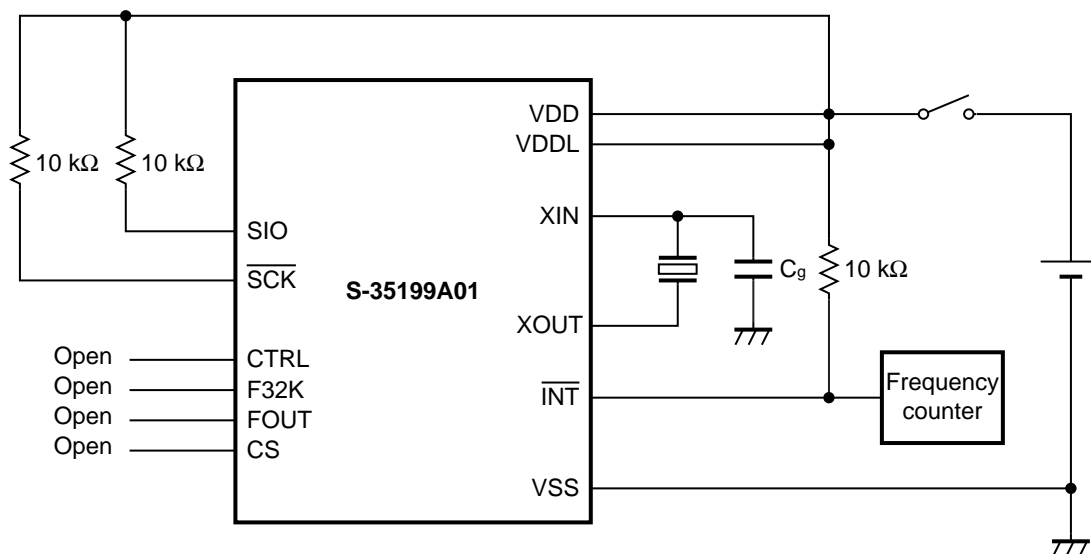 10 kΩ
10 kΩ
SIO
SCK
Open
CTRL
Open
F32K
Open
FOUT
Open
CS
S-35199A01
VDD
VDDL
XIN
XOUT
INT
VSS
Cg
10 kΩ
Frequency
counter